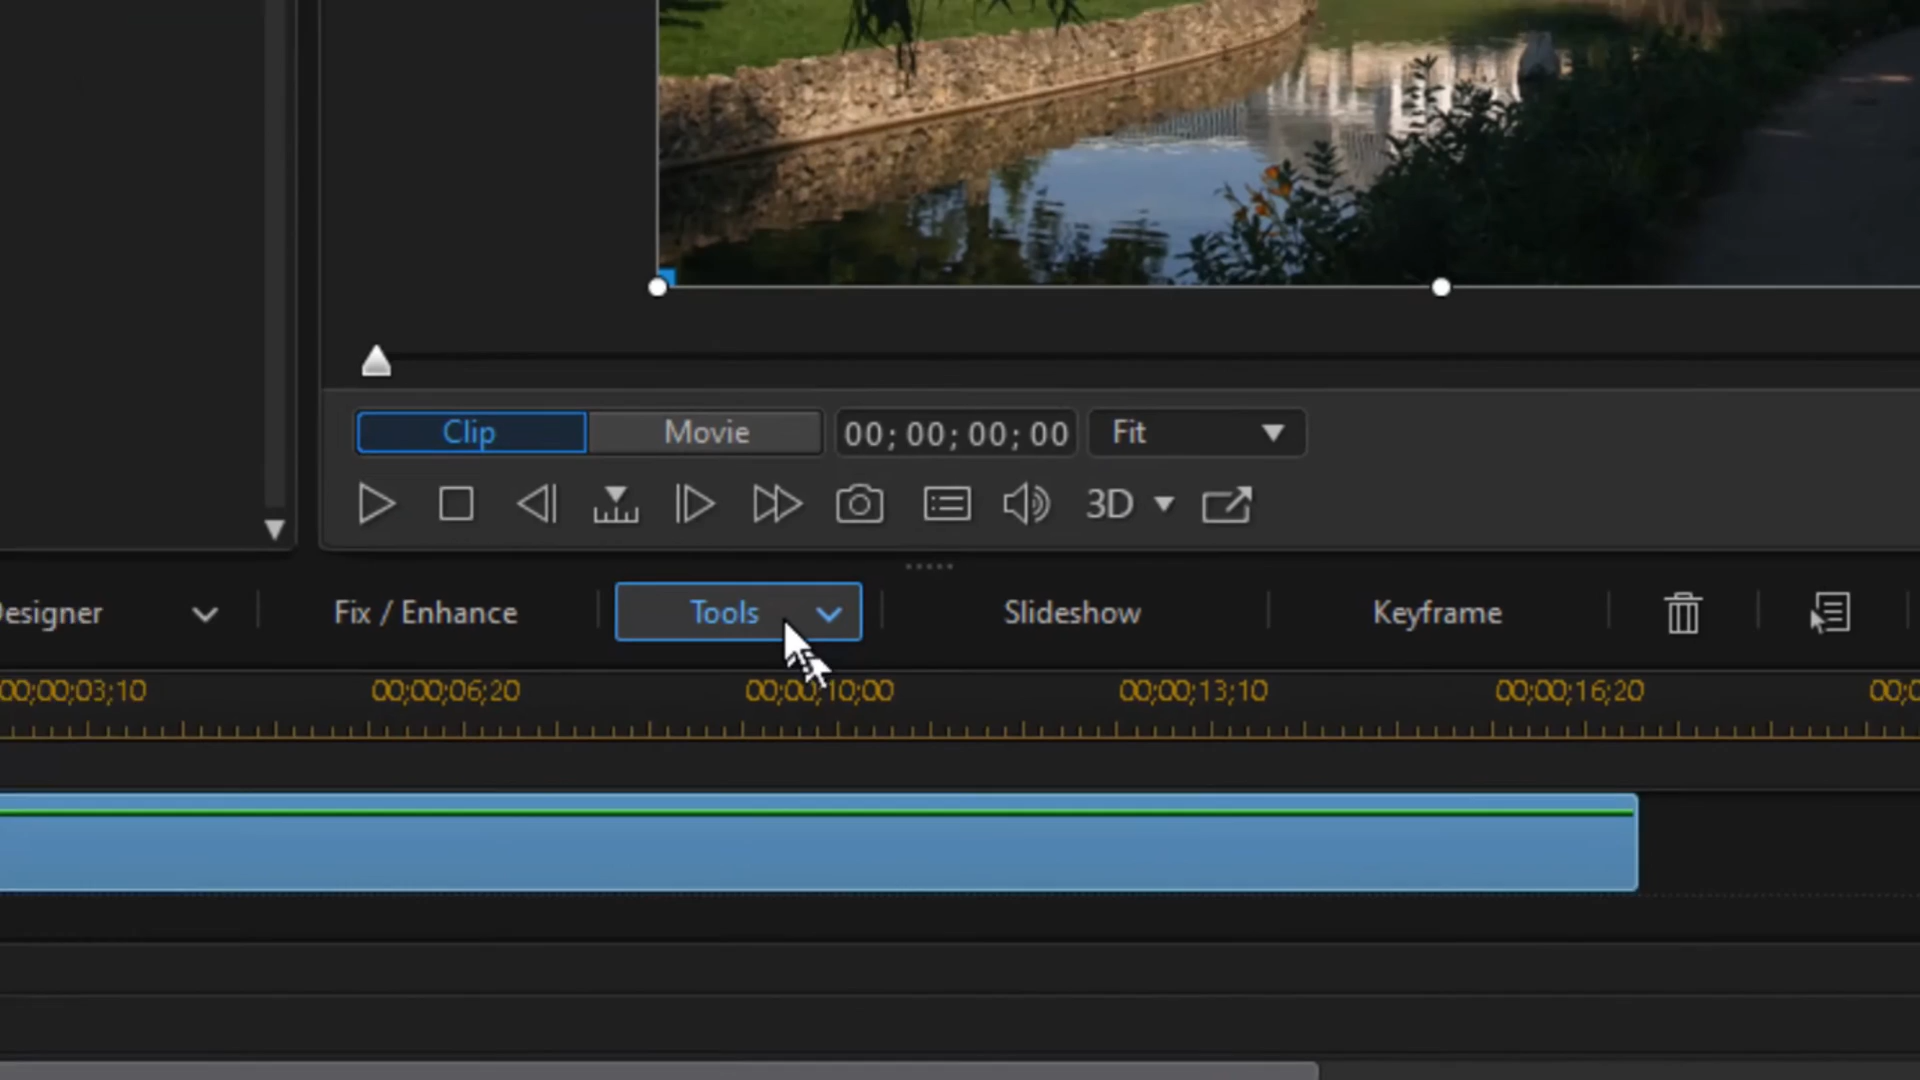 Clip Movie 00; 00; 00; 00 Fit
3D
esigner Fix / Enhance Tools Slideshow Keyframe
00;00;03;10 00;00;06;20 00;00;10;00 00;00;13;10 00;00;16;20 00;0